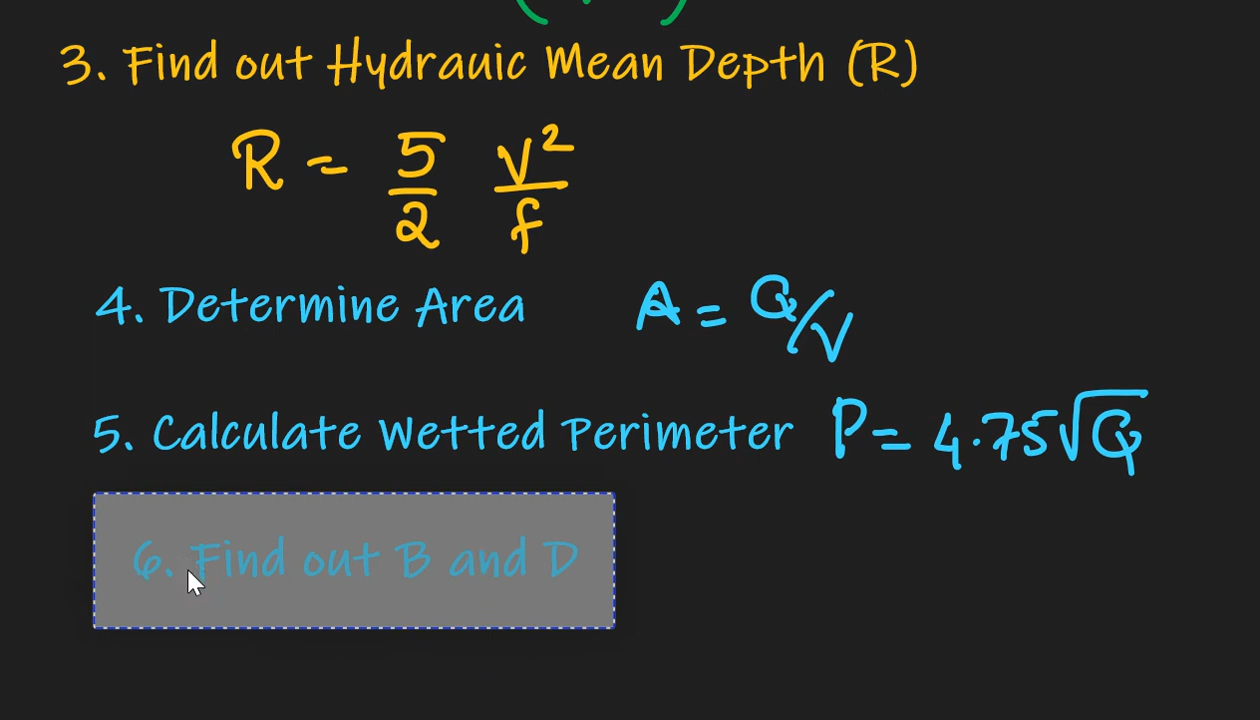 3. Find out Hydrauic Mean Depth (R)
R = 5/2 V²/f
4. Determine Area A = Q/V
5. Calculate Wetted Perimeter P = 4.75√Q
6. Find out B and D